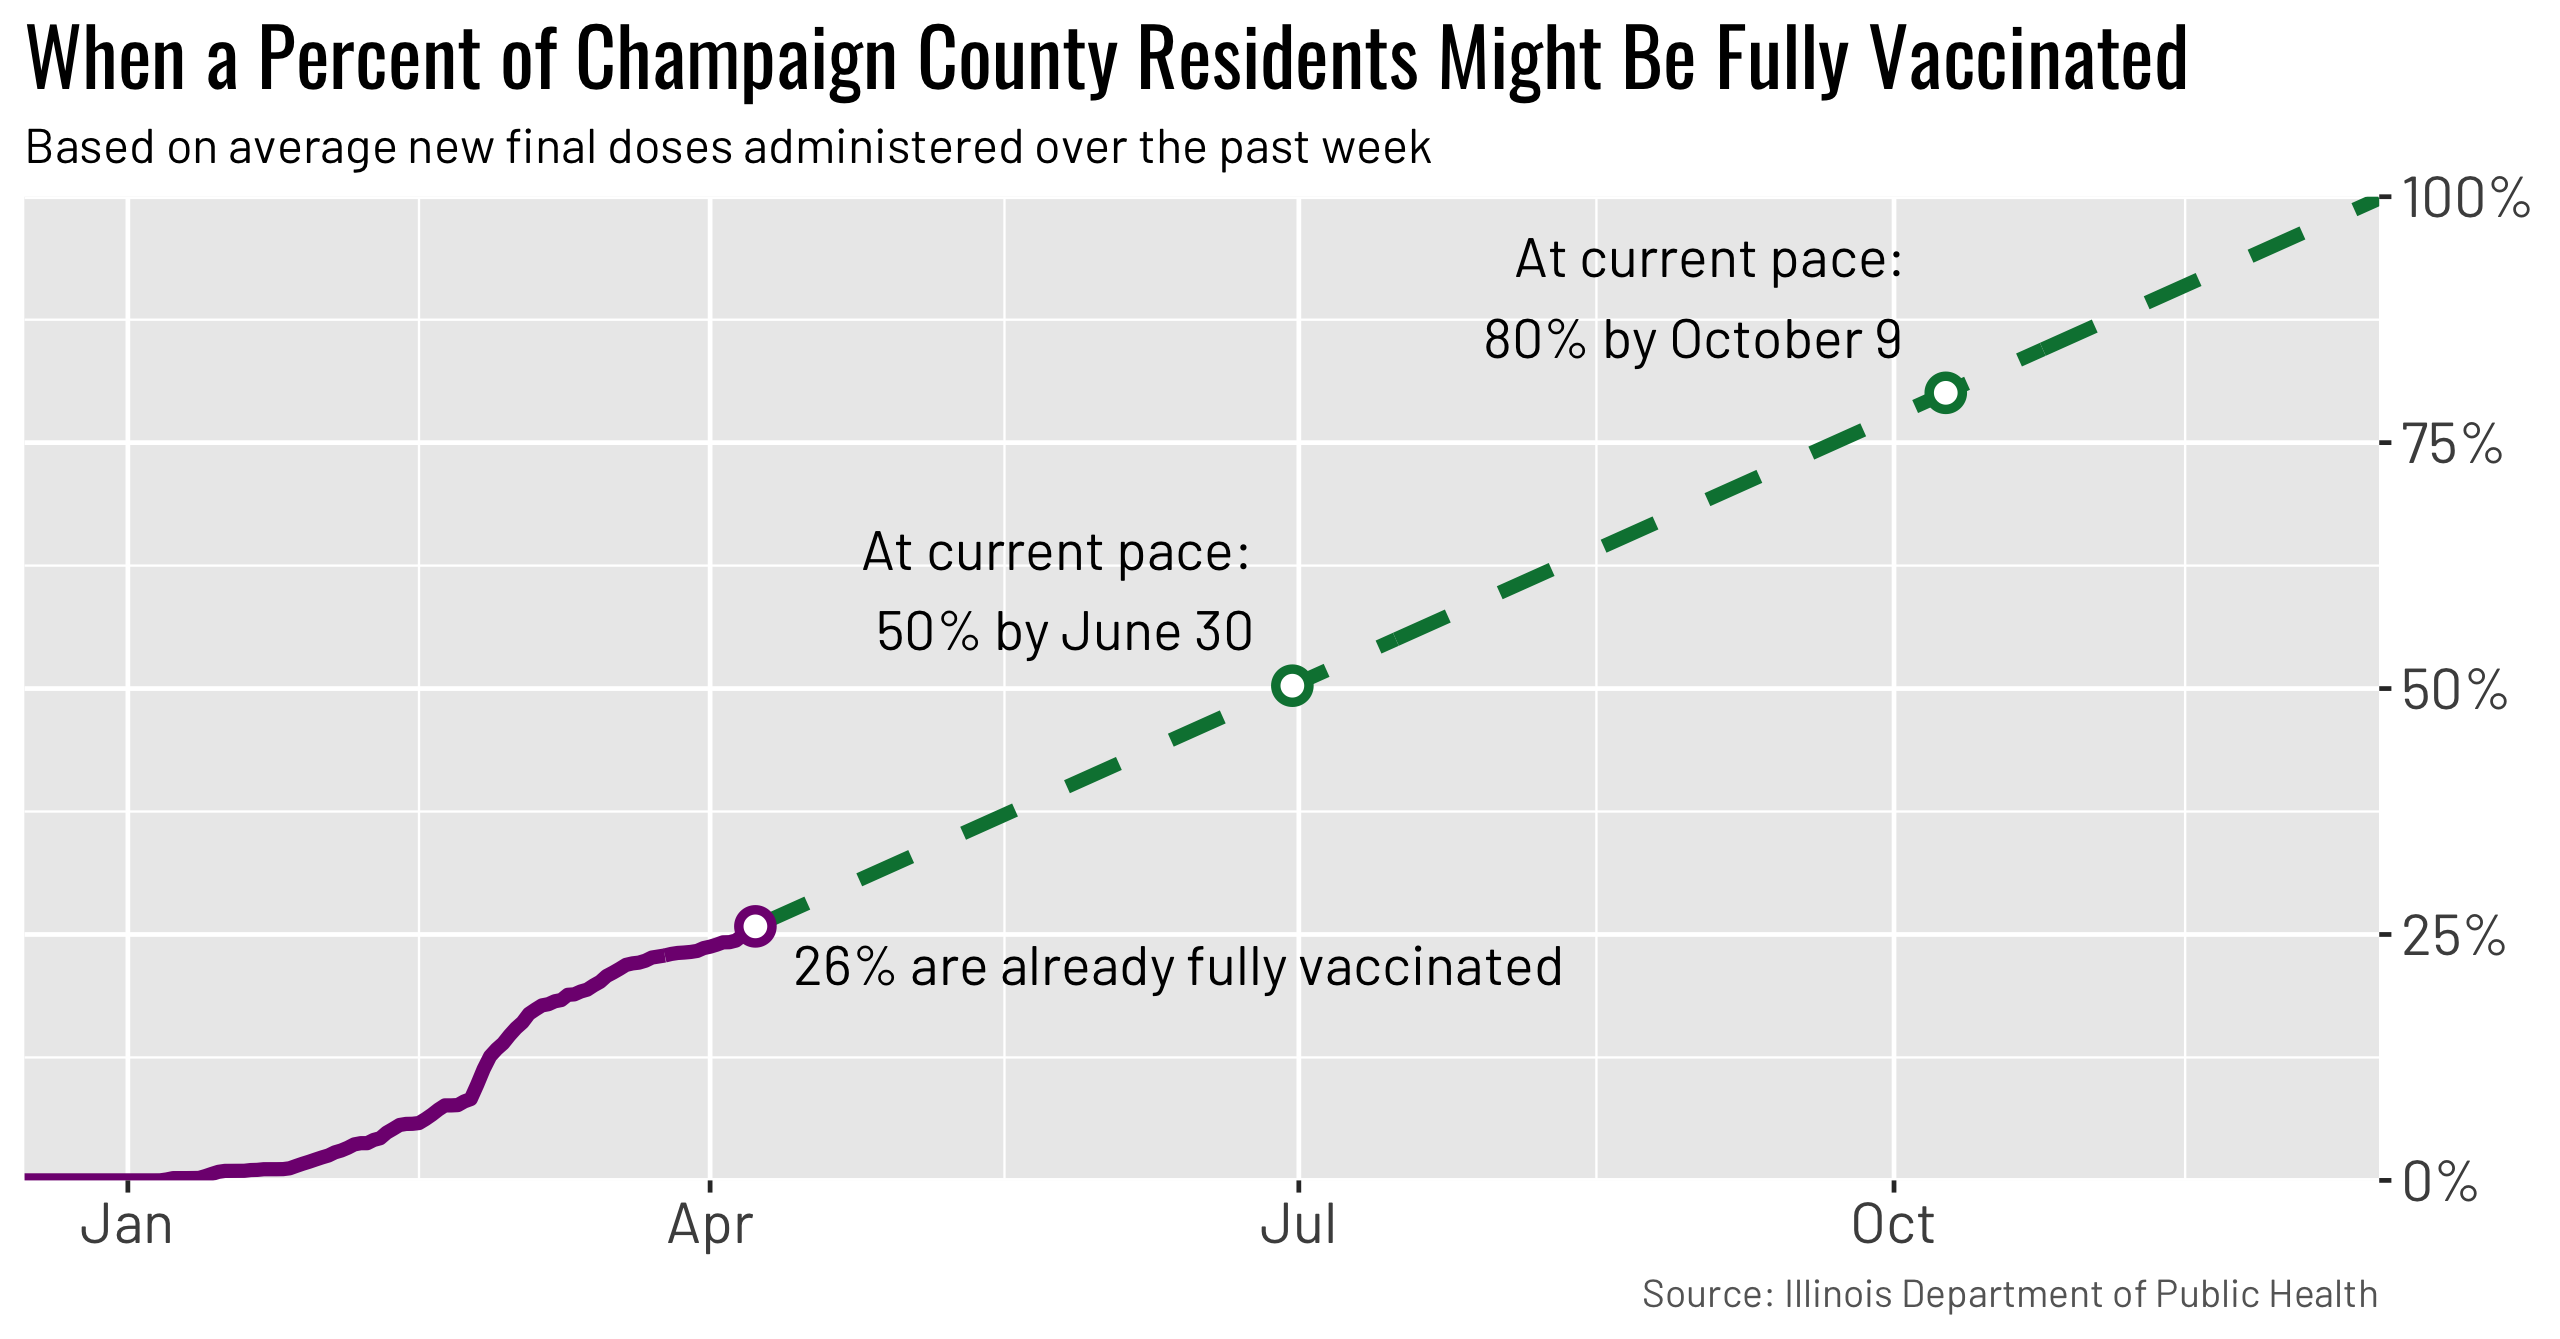 When a Percent of Champaign County Residents Might Be Fully Vaccinated
Based on average new final doses administered over the past week
100%
At current pace:
80% by October 9
75%
At current pace:
50% by June 30
50%
25%
26% are already fully vaccinated
0%
Jan Apr Jul Oct
Source: Illinois Department of Public Health